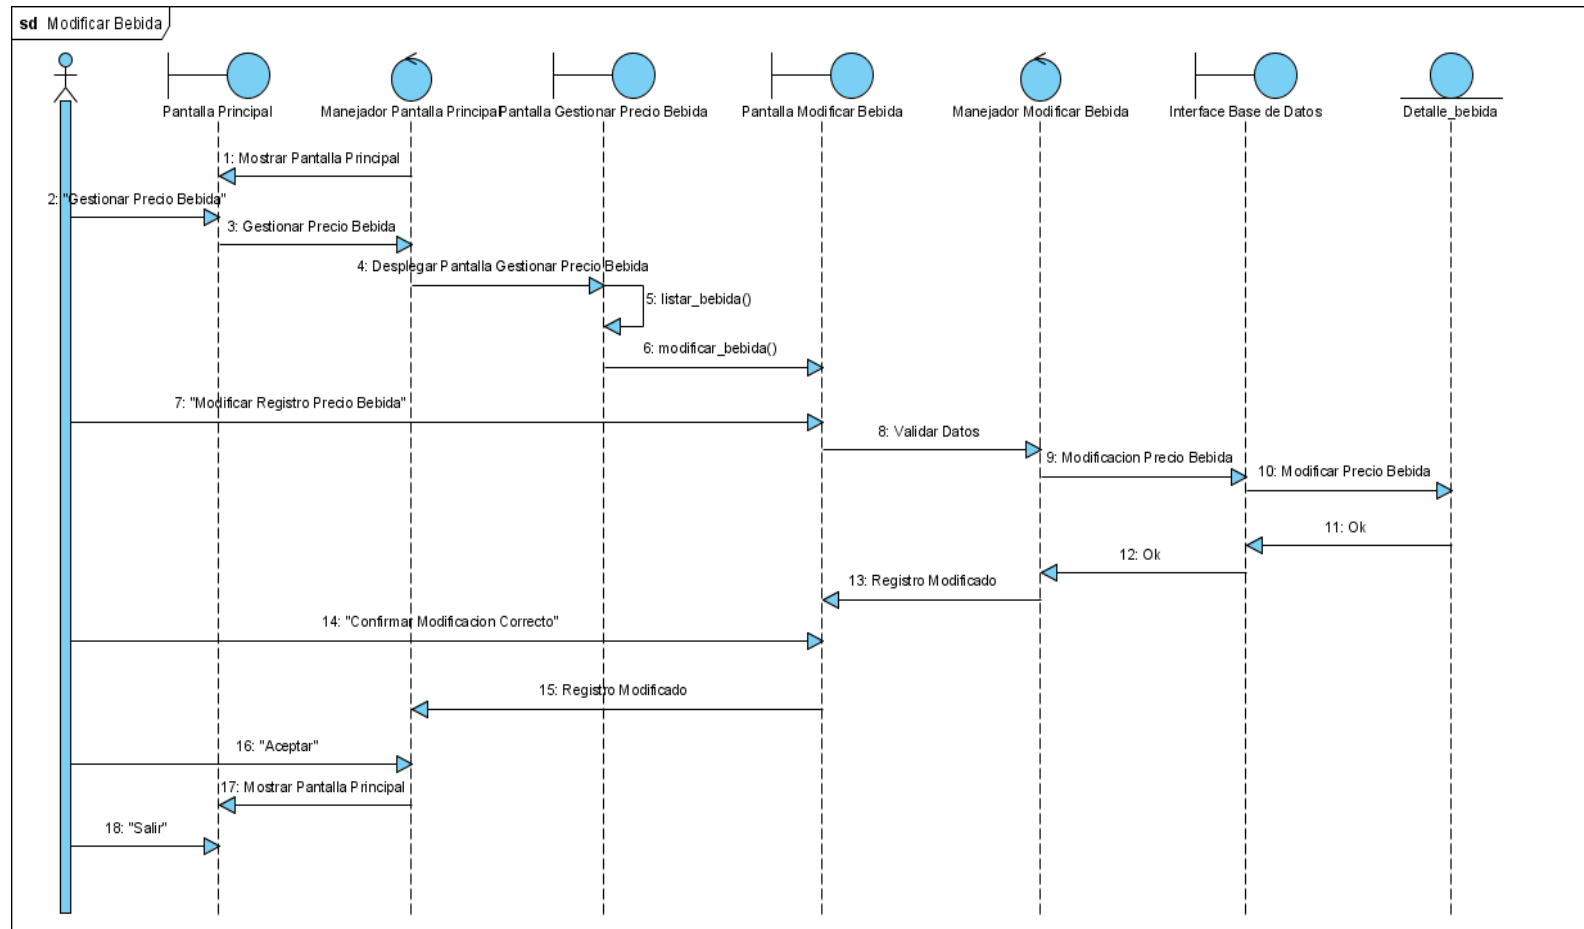 sd Modificar Bebida
Pantalla Principal
Manejador Pantalla Principal
Pantalla Gestionar Precio Bebida
Pantalla Modificar Bebida
Manejador Modificar Bebida
Interface Base de Datos
Detalle_bebida
1: Mostrar Pantalla Principal
2: "Gestionar Precio Bebida"
3: Gestionar Precio Bebida
4: Desplegar Pantalla Gestionar Precio Bebida
5: listar_bebida()
6: modificar_bebida()
7: "Modificar Registro Precio Bebida"
8: Validar Datos
9: Modificacion Precio Bebida
10: Modificar Precio Bebida
11: Ok
12: Ok
13: Registro Modificado
14: "Confirmar Modificacion Correcto"
15: Registro Modificado
16: "Aceptar"
17: Mostrar Pantalla Principal
18: "Salir"